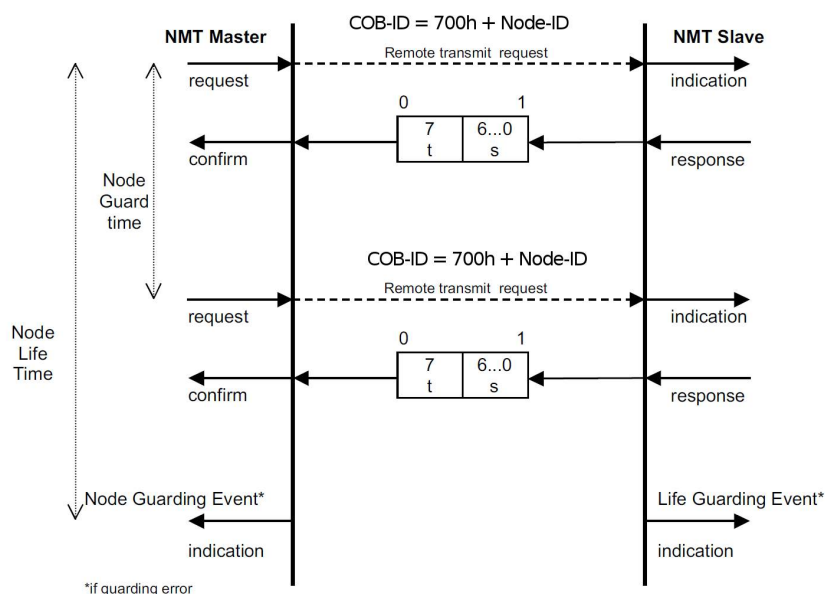 COB-ID = 700h + Node-ID
NMT Master
NMT Slave
Remote transmit request
request
indication
0 1
7 6...0
t s
confirm
response
Node
Guard
time
COB-ID = 700h + Node-ID
Remote transmit request
request
indication
0 1
Node
Life
Time
7 6...0
t s
confirm
response
Node Guarding Event*
Life Guarding Event*
indication
indication
*if guarding error